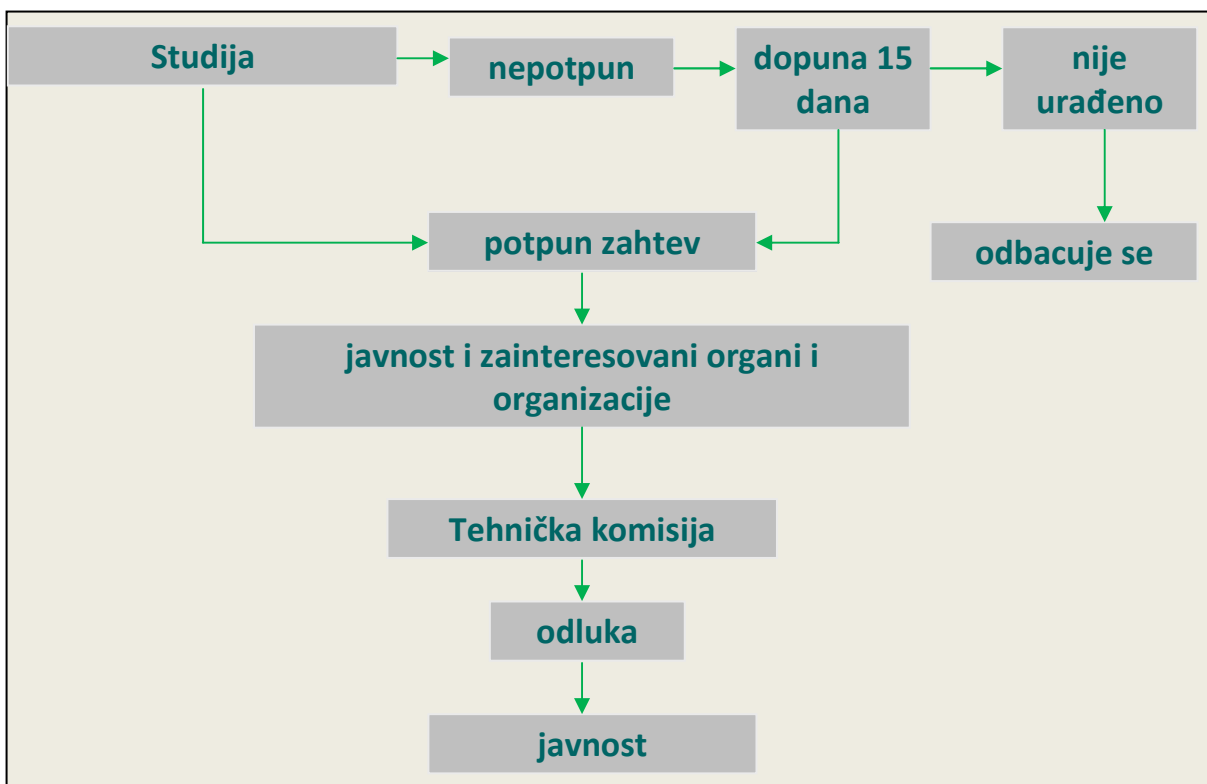 Studija
nepotpun
dopuna 15
dana
nije
urađeno
potpun zahtev
odbacuje se
javnost i zainteresovani organi i
organizacije
Tehnička komisija
odluka
javnost